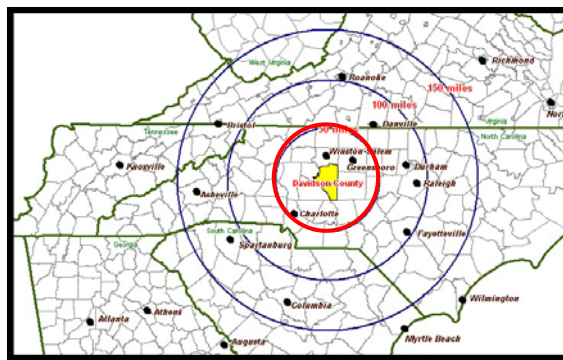 West Virginia
Richmond
Roanoke
150 miles
100 miles
Nor
Virginia
Tennessee
Bristol
50 miles
Danville
North Carolina
Winston-Salem
Knoxville
Greensboro
Durham
Davidson County
Raleigh
Asheville
Charlotte
South Carolina
Fayetteville
Georgia
Spartanburg
Columbia
Wilmington
Athens
Atlanta
Myrtle Beach
Augusta